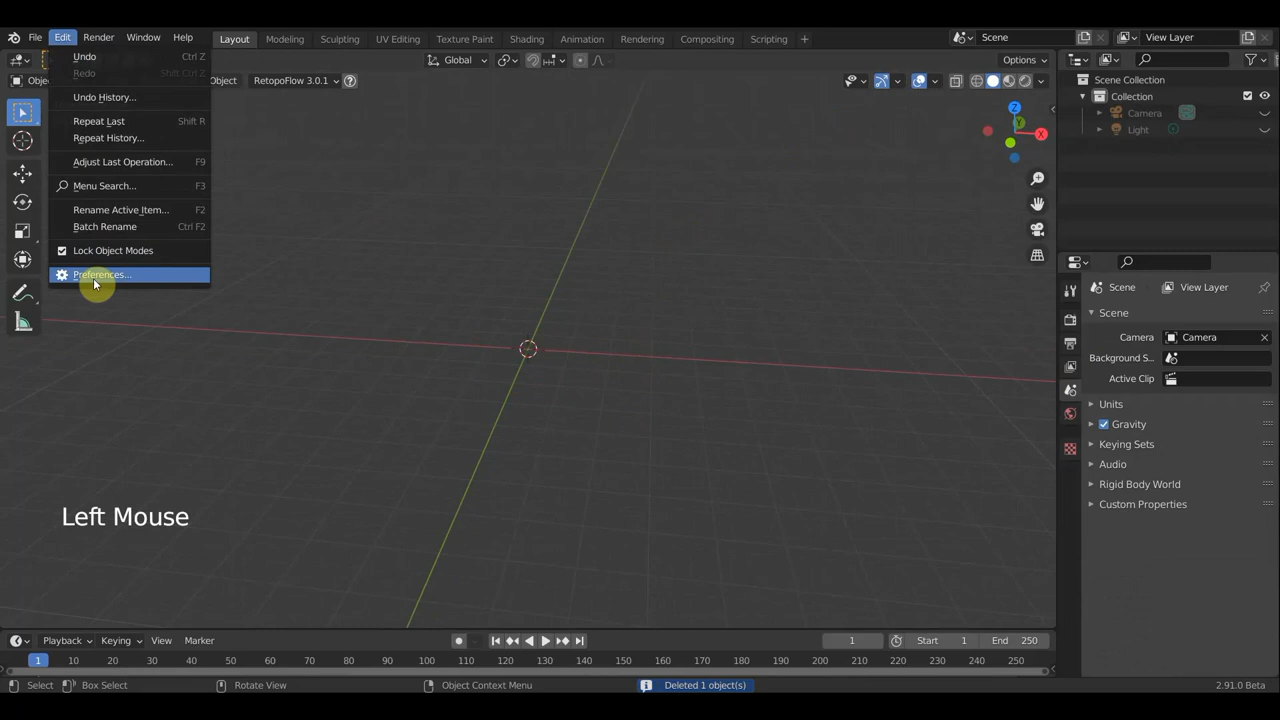 File Edit Render Window Help Layout Modeling Sculpting UV Editing Texture Paint Shading Animation Rendering Compositing Scripting + Scene View Layer
Global Options
Obje Object RetopoFlow 3.0.1
Undo Ctrl Z
Redo Shift Ctrl Z
Undo History...
Repeat Last Shift R
Repeat History...
Adjust Last Operation... F9
Menu Search... F3
Rename Active Item... F2
Batch Rename Ctrl F2
Lock Object Modes
Preferences...
Z
Y
X
Scene Collection
Collection
Camera
Light
Scene View Layer
Scene
Camera Camera
Background S...
Active Clip
Units
Gravity
Keying Sets
Audio
Rigid Body World
Custom Properties
Left Mouse
Playback Keying View Marker 1 Start 1 End 250
1 10 20 30 40 50 60 70 80 90 100 110 120 130 140 150 160 170 180 190 200 210 220 230 240 250
Select Box Select Rotate View Object Context Menu Deleted 1 object(s) 2.91.0 Beta